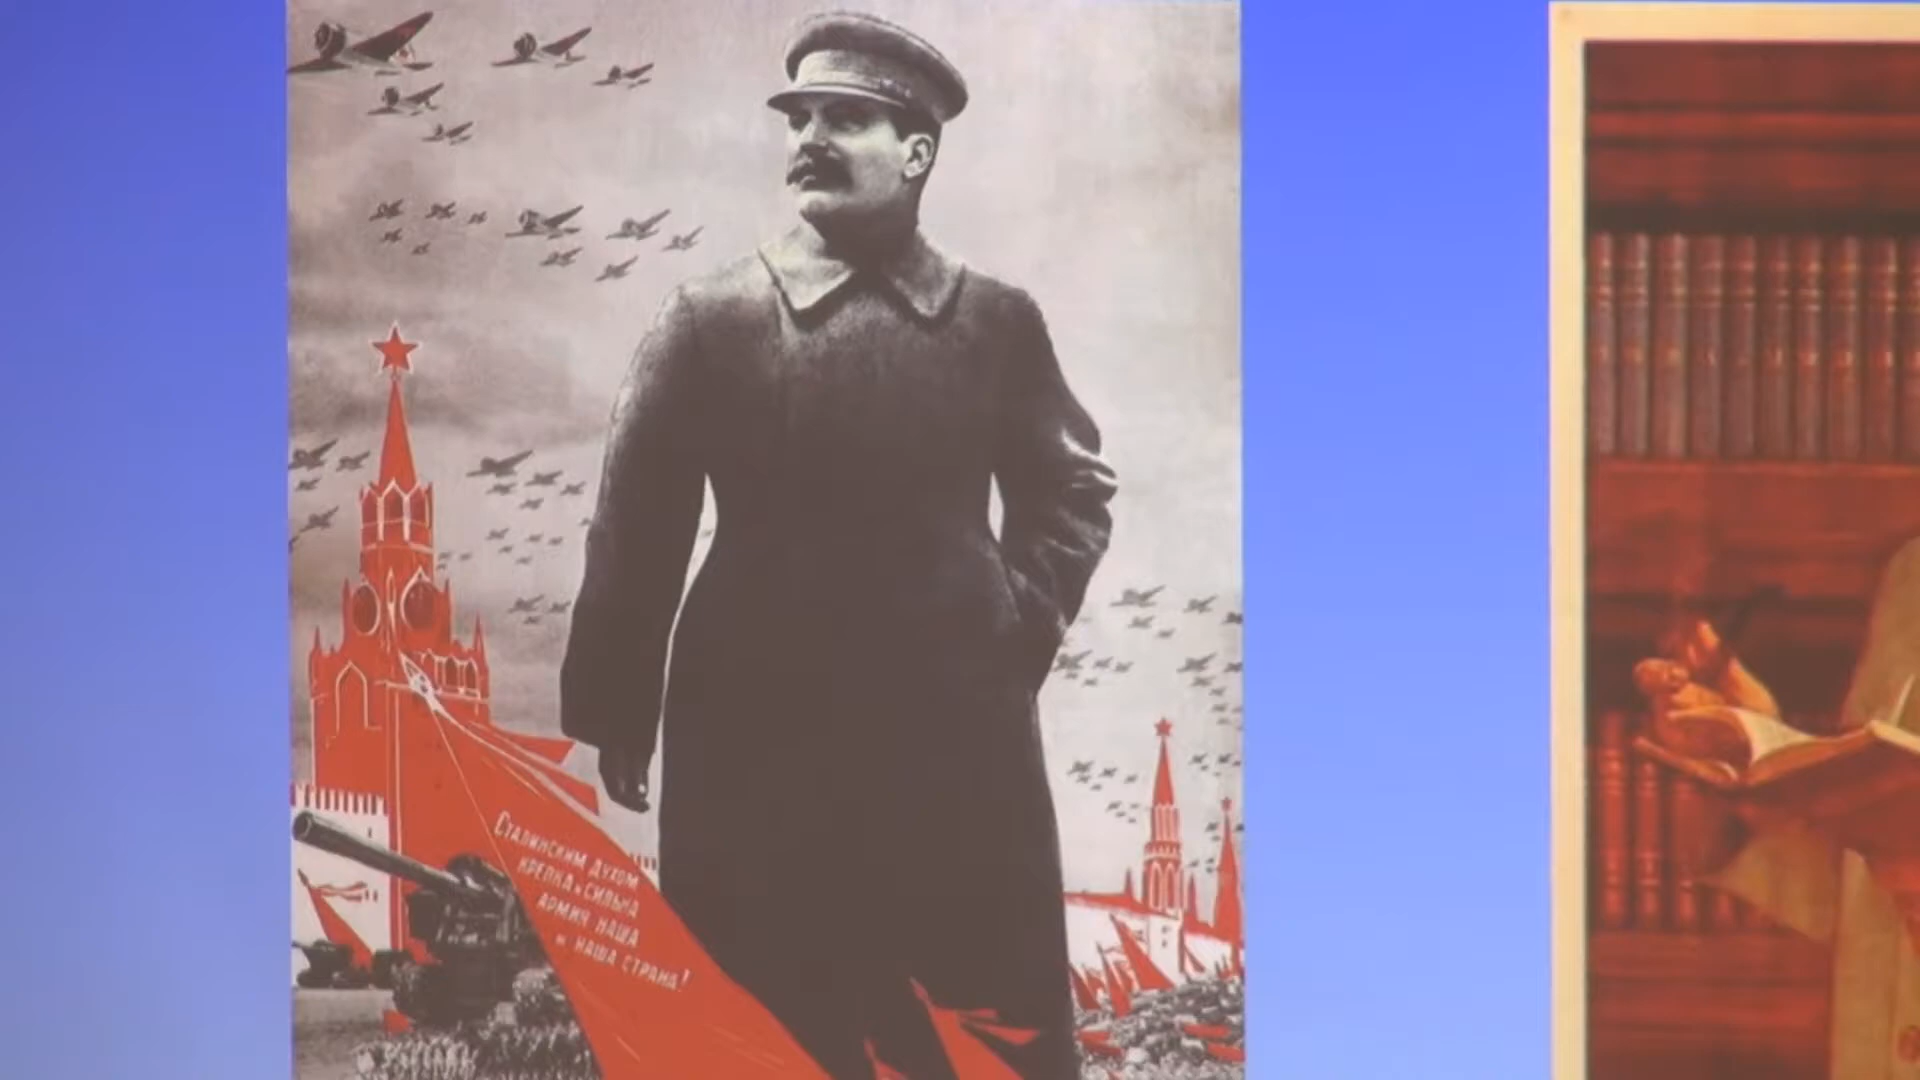 Сталинским духом
крепка и сильна
армия наша
и наша страна!